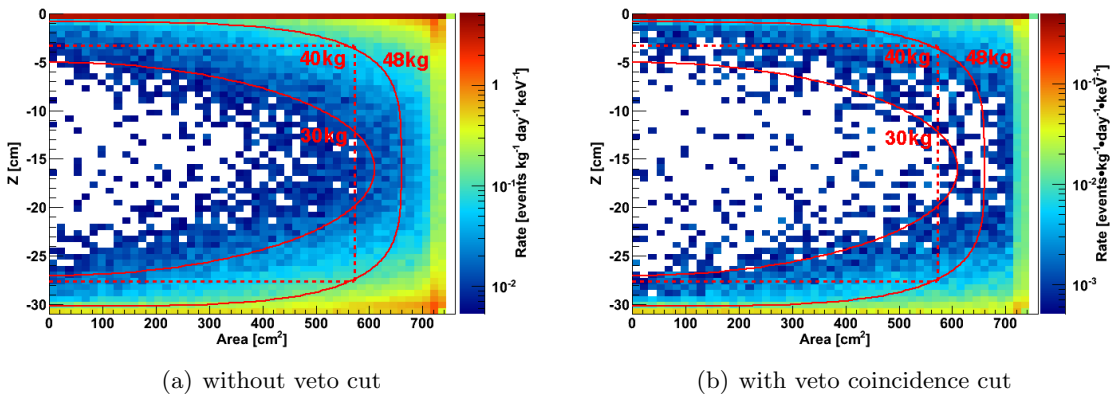 0
-5
-10
-15
-20
-25
-30
Z [cm]
0 100 200 300 400 500 600 700
Area [cm²]
40kg
48kg
30kg
1
10⁻¹
10⁻²
Rate [events kg⁻¹ day⁻¹ keV⁻¹]
(a) without veto cut
0
-5
-10
-15
-20
-25
-30
Z [cm]
0 100 200 300 400 500 600 700
Area [cm²]
40kg
48kg
30kg
10⁻¹
10⁻²
10⁻³
Rate [events•kg⁻¹•day⁻¹•keV⁻¹]
(b) with veto coincidence cut